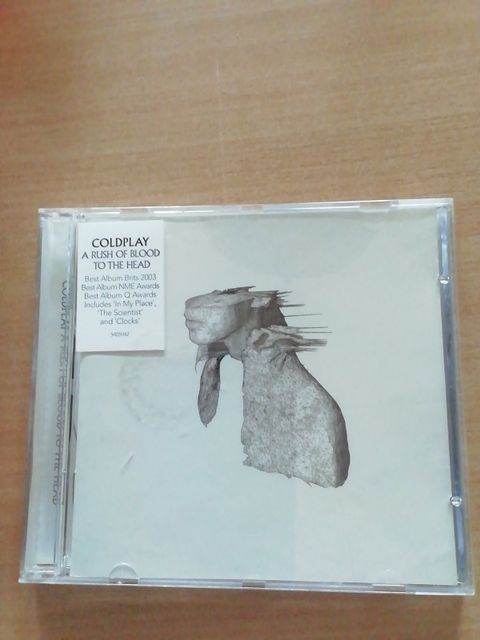 COLDPLAY
A RUSH OF BLOOD
TO THE HEAD
Best Album Brits 2003
Best Album NME Awards
Best Album Q Awards
Includes 'In My Place',
'The Scientist'
and 'Clocks'
COLDPLAY A RUSH OF BLOOD TO THE HEAD